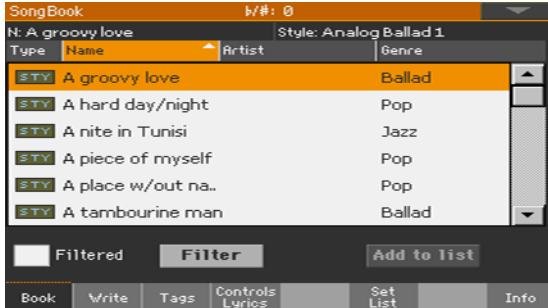 SongBook ♭/#: 0
N: A groovy love Style: Analog Ballad 1
Type Name Artist Genre
STY A groovy love Ballad
STY A hard day/night Pop
STY A nite in Tunisi Jazz
STY A piece of myself Pop
STY A place w/out na.. Pop
STY A tambourine man Ballad
Filtered Filter Add to list
Book Write Tags Controls Lyrics Set List Info